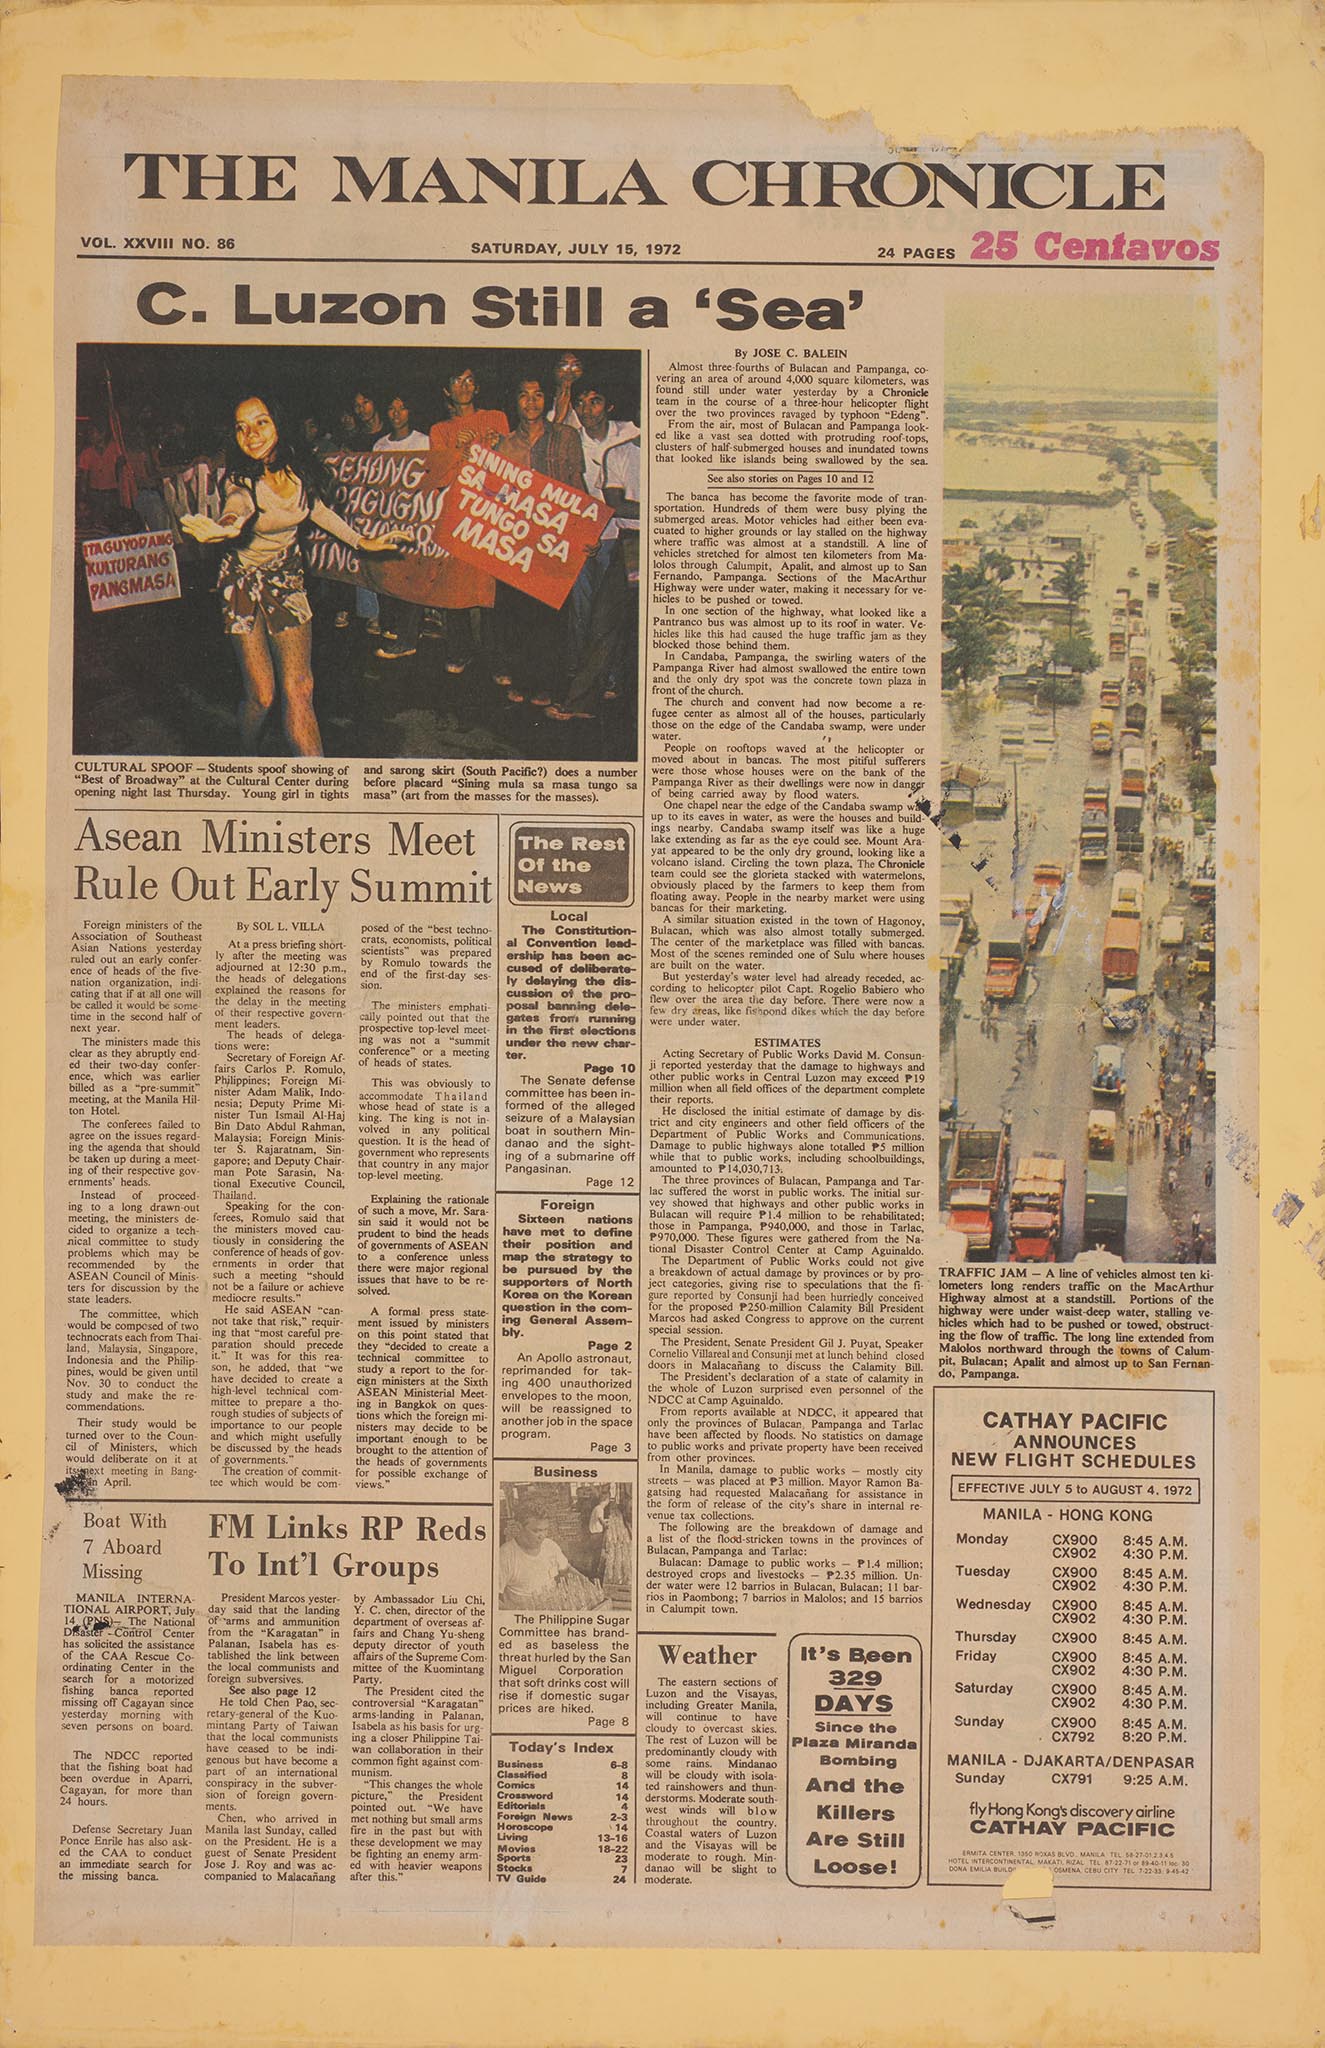 THE MANILA CHRONICLE
VOL. XXVIII NO. 86
SATURDAY, JULY 15, 1972
24 PAGES
25 Centavos
C. Luzon Still a ‘Sea’
ITAGUYOD ANG
KULTURANG
PANGMASA
SINING MULA
SA MASA
TUNGO SA
MASA
CULTURAL SPOOF — Students spoof showing of
“Best of Broadway” at the Cultural Center during
opening night last Thursday. Young girl in tights
and sarong skirt (South Pacific?) does a number
before placard “Sining mula sa masa tungo sa
masa” (art from the masses for the masses).
By JOSE C. BALEIN
Almost three-fourths of Bulacan and Pampanga, co-
vering an area of around 4,000 square kilometers, was
found still under water yesterday by a Chronicle
team in the course of a three-hour helicopter flight
over the two provinces ravaged by typhoon “Edeng”.
From the air, most of Bulacan and Pampanga look-
ed like a vast sea dotted with protruding roof-tops,
clusters of half-submerged houses and inundated towns
that looked like islands being swallowed by the sea.
See also stories on Pages 10 and 12
The banca has become the favorite mode of tran-
sportation. Hundreds of them were busy plying the
submerged areas. Motor vehicles had either been eva-
cuated to higher grounds or lay stalled on the highway
where traffic was almost at a standstill. A line of
vehicles stretched for almost ten kilometers from Ma-
lolos through Calumpit, Apalit, and almost up to San
Fernando, Pampanga. Sections of the MacArthur
Highway were under water, making it necessary for ve-
hicles to be pushed or towed.
In one section of the highway, what looked like a
Pantranco bus was almost up to its roof in water. Ve-
hicles like this had caused the huge traffic jam as they
blocked those behind them.
In Candaba, Pampanga, the swirling waters of the
Pampanga River had almost swallowed the entire town
and the only dry spot was the concrete town plaza in
front of the church.
The church and convent had now become a re-
fugee center as almost all of the houses, particularly
those on the edge of the Candaba swamp, were under
water.
People on rooftops waved at the helicopter or
moved about in bancas. The most pitiful sufferers
were those whose houses were on the bank of the
Pampanga River as their dwellings were now in danger
of being carried away by flood waters.
One chapel near the edge of the Candaba swamp was
up to its eaves in water, as were the houses and build-
ings nearby. Candaba swamp itself was like a huge
lake extending as far as the eye could see. Mount Ara-
yat appeared to be the only dry ground, looking like a
volcano island. Circling the town plaza, The Chronicle
team could see the glorieta stacked with watermelons,
obviously placed by the farmers to keep them from
floating away. People in the nearby market were using
bancas for their marketing.
A similar situation existed in the town of Hagonoy,
Bulacan, which was also almost totally submerged.
The center of the marketplace was filled with bancas.
Most of the scenes reminded one of Sulu where houses
are built on the water.
But yesterday's water level had already receded, ac-
cording to helicopter pilot Capt. Rogelio Babiero who
flew over the area the day before. There were now a
few dry areas, like fishpond dikes which the day before
were under water.
ESTIMATES
Acting Secretary of Public Works David M. Consun-
ji reported yesterday that the damage to highways and
other public works in Central Luzon may exceed ₱19
million when all field offices of the department complete
their reports.
He disclosed the initial estimate of damage by dis-
trict and city engineers and other field officers of the
Department of Public Works and Communications.
Damage to public highways alone totalled ₱5 million
while that to public works, including schoolbuildings,
amounted to ₱14,030,713.
The three provinces of Bulacan, Pampanga and Tar-
lac suffered the worst in public works. The initial sur-
vey showed that highways and other public works in
Bulacan will require ₱1.4 million to be rehabilitated;
those in Pampanga, ₱940,000, and those in Tarlac,
₱970,000. These figures were gathered from the Na-
tional Disaster Control Center at Camp Aguinaldo.
The Department of Public Works could not give
a breakdown of actual damage by provinces or by pro-
ject categories, giving rise to speculations that the fi-
gure reported by Consunji had been hurriedly conceived
for the proposed ₱250-million Calamity Bill President
Marcos had asked Congress to approve on the current
special session.
The President, Senate President Gil J. Puyat, Speaker
Cornelio Villareal and Consunji met at lunch behind closed
doors in Malacañang to discuss the Calamity Bill.
The President's declaration of a state of calamity in
the whole of Luzon surprised even personnel of the
NDCC at Camp Aguinaldo.
From reports available at NDCC, it appeared that
only the provinces of Bulacan, Pampanga and Tarlac
have been affected by floods. No statistics on damage
to public works and private property have been received
from other provinces.
In Manila, damage to public works — mostly city
streets — was placed at ₱3 million. Mayor Ramon Ba-
gatsing had requested Malacañang for assistance in
the form of release of the city's share in internal re-
venue tax collections.
The following are the breakdown of damage and
a list of the flood-stricken towns in the provinces of
Bulacan, Pampanga and Tarlac:
Bulacan: Damage to public works — ₱1.4 million;
destroyed crops and livestocks — ₱2.35 million. Un-
der water were 12 barrios in Bulacan, Bulacan; 11 bar-
rios in Paombong; 7 barrios in Malolos; and 15 barrios
in Calumpit town.
TRAFFIC JAM — A line of vehicles almost ten ki-
lometers long renders traffic on the MacArthur
Highway almost at a standstill. Portions of the
highway were under waist-deep water, stalling ve-
hicles which had to be pushed or towed, obstruct-
ing the flow of traffic. The long line extended from
Malolos northward through the towns of Calum-
pit, Bulacan; Apalit and almost up to San Fernan-
do, Pampanga.
Asean Ministers Meet
Rule Out Early Summit
Foreign ministers of the
Association of Southeast
Asian Nations yesterday
ruled out an early confer-
ence of heads of the five-
nation organization, indi-
cating that if at all one will
be called it would be some
time in the second half of
next year.
The ministers made this
clear as they abruptly end-
ed their two-day confer-
ence, which was earlier
billed as a “pre-summit”
meeting, at the Manila Hil-
ton Hotel.
The conferees failed to
agree on the issues regard-
ing the agenda that should
be taken up during a meet-
ing of their respective gov-
ernments' heads.
Instead of proceed-
ing to a long drawn-out
meeting, the ministers de-
cided to organize a tech-
nical committee to study
problems which may be
recommended by the
ASEAN Council of Minis-
ters for discussion by the
state leaders.
The committee, which
would be composed of two
technocrats each from Thai-
land, Malaysia, Singapore,
Indonesia and the Philip-
pines, would be given until
Nov. 30 to conduct the
study and make the re-
commendations.
Their study would be
turned over to the Coun-
cil of Ministers, which
would deliberate on it at
its next meeting in Bang-
in April.
By SOL L. VILLA
At a press briefing short-
ly after the meeting was
adjourned at 12:30 p.m.,
the heads of delegations
explained the reasons for
the delay in the meeting
of their respective govern-
ment leaders.
The heads of delega-
tions were:
Secretary of Foreign Af-
fairs Carlos P. Romulo,
Philippines; Foreign Mi-
nister Adam Malik, Indo-
nesia; Deputy Prime Mi-
nister Tun Ismail Al-Haj
Bin Dato Abdul Rahman,
Malaysia; Foreign Minis-
ter S. Rajaratnam, Sin-
gapore; and Deputy Chair-
man Pote Sarasin, Na-
tional Executive Council,
Thailand.
Speaking for the con-
ferees, Romulo said that
the ministers moved cau-
tiously in considering the
conference of heads of gov-
ernments in order that
such a meeting “should
not be a failure or achieve
mediocre results.”
He said ASEAN “can-
not take that risk,” requir-
ing that “most careful pre-
paration should precede
it.” It was for this rea-
son, he added, that “we
have decided to create a
high-level technical com-
mittee to prepare a tho-
rough studies of subjects of
importance to our people
and which might usefully
be discussed by the heads
of governments.”
The creation of commit-
tee which would be com-
posed of the “best techno-
crats, economists, political
scientists” was prepared
by Romulo towards the
end of the first-day ses-
sion.
The ministers emphati-
cally pointed out that the
prospective top-level meet-
ing was not a “summit
conference” or a meeting
of heads of states.
This was obviously to
accommodate Thailand
whose head of state is a
king. The king is not in-
volved in any political
question. It is the head of
government who represents
that country in any major
top-level meeting.
Explaining the rationale
of such a move, Mr. Sara-
sin said it would not be
prudent to bind the heads
of governments of ASEAN
to a conference unless
there were major regional
issues that have to be re-
solved.
A formal press state-
ment issued by ministers
on this point stated that
they “decided to create a
technical committee to
study a report to the for-
eign ministers at the Sixth
ASEAN Ministerial Meet-
ing in Bangkok on ques-
tions which the foreign mi-
nisters may decide to be
important enough to be
brought to the attention of
the heads of governments
for possible exchange of
views.”
The Rest
Of the
News
Local
The Constitution-
al Convention lead-
ership has been ac-
cused of deliberate-
ly delaying the dis-
cussion of the pro-
posal banning dele-
gates from running
in the first elections
under the new char-
ter.
Page 10
The Senate defense
committee has been in-
formed of the alleged
seizure of a Malaysian
boat in southern Min-
danao and the sight-
ing of a submarine off
Pangasinan.
Page 12
Foreign
Sixteen nations
have met to define
their position and
map the strategy to
be pursued by the
supporters of North
Korea on the Korean
question in the com-
ing General Assem-
bly.
Page 2
An Apollo astronaut,
reprimanded for tak-
ing 400 unauthorized
envelopes to the moon,
will be reassigned to
another job in the space
program.
Page 3
Business
The Philippine Sugar
Committee has brand-
ed as baseless the
threat hurled by the San
Miguel Corporation
that soft drinks cost will
rise if domestic sugar
prices are hiked.
Page 8
Today's Index
Business 6-8
Classified 8
Comics 14
Crossword 14
Editorials 4
Foreign News 2-3
Horoscope 14
Living 13-16
Movies 18-22
Sports 23
Stocks 7
TV Guide 24
Boat With
7 Aboard
Missing
MANILA INTERNA-
TIONAL AIRPORT, July
14 (PNS)— The National
Disaster Control Center
has solicited the assistance
of the CAA Rescue Co-
ordinating Center in the
search for a motorized
fishing banca reported
missing off Cagayan since
yesterday morning with
seven persons on board.
The NDCC reported
that the fishing boat had
been overdue in Aparri,
Cagayan, for more than
24 hours.
Defense Secretary Juan
Ponce Enrile has also ask-
ed the CAA to conduct
an immediate search for
the missing banca.
FM Links RP Reds
To Int'l Groups
President Marcos yester-
day said that the landing
of arms and ammunition
from the “Karagatan” in
Palanan, Isabela has es-
tablished the link between
the local communists and
foreign subversives.
See also page 12
He told Chen Pao, sec-
retary-general of the Kuo-
mintang Party of Taiwan
that the local communists
have ceased to be indi-
genous but have become a
part of an international
conspiracy in the subver-
sion of foreign govern-
ments.
Chen, who arrived in
Manila last Sunday, called
on the President. He is a
guest of Senate President
Jose J. Roy and was ac-
companied to Malacañang
by Ambassador Liu Chi,
Y. C. chen, director of the
department of overseas af-
fairs and Chang Yu-sheng
deputy director of youth
affairs of the Supreme Com-
mittee of the Kuomintang
Party.
The President cited the
controversial “Karagatan”
arms-landing in Palanan,
Isabela as his basis for urg-
ing a closer Philippine Tai-
wan collaboration in their
common fight against com-
munism.
“This changes the whole
picture,” the President
pointed out. “We have
met nothing but small arms
fire in the past but with
these development we may
be fighting an enemy arm-
ed with heavier weapons
after this.”
Weather
The eastern sections of
Luzon and the Visayas,
including Greater Manila,
will continue to have
cloudy to overcast skies.
The rest of Luzon will be
predominantly cloudy with
some rains. Mindanao
will be cloudy with isola-
ted rainshowers and thun-
derstorms. Moderate south-
west winds will blow
throughout the country.
Coastal waters of Luzon
and the Visayas will be
moderate to rough. Min-
danao will be slight to
moderate.
It's Been
329
DAYS
Since the
Plaza Miranda
Bombing
And the
Killers
Are Still
Loose!
CATHAY PACIFIC
ANNOUNCES
NEW FLIGHT SCHEDULES
EFFECTIVE JULY 5 to AUGUST 4, 1972
MANILA - HONG KONG
Monday CX900 8:45 A.M.
CX902 4:30 P.M.
Tuesday CX900 8:45 A.M.
CX902 4:30 P.M.
Wednesday CX900 8:45 A.M.
CX902 4:30 P.M.
Thursday CX900 8:45 A.M.
Friday CX900 8:45 A.M.
CX902 4:30 P.M.
Saturday CX900 8:45 A.M.
CX902 4:30 P.M.
Sunday CX900 8:45 A.M.
CX792 8:20 P.M.
MANILA - DJAKARTA/DENPASAR
Sunday CX791 9:25 A.M.
fly Hong Kong's discovery airline
CATHAY PACIFIC
ERMITA CENTER, 1350 ROXAS BLVD., MANILA TEL. 58-27-01,2,3,4,5
HOTEL INTERCONTINENTAL, MAKATI, RIZAL TEL. 87-22-71 or 89-40-11 loc. 30
DONA EMILIA OSMENA, CEBU CITY TEL. 7-22-33; 9-45-42